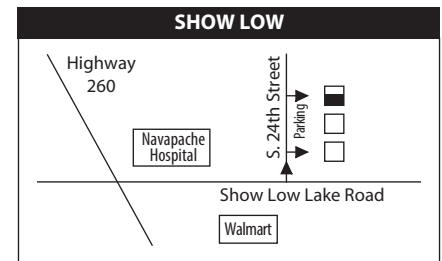 SHOW LOW
Highway
260
S. 24th Street
Parking
Navapache
Hospital
Show Low Lake Road
Walmart